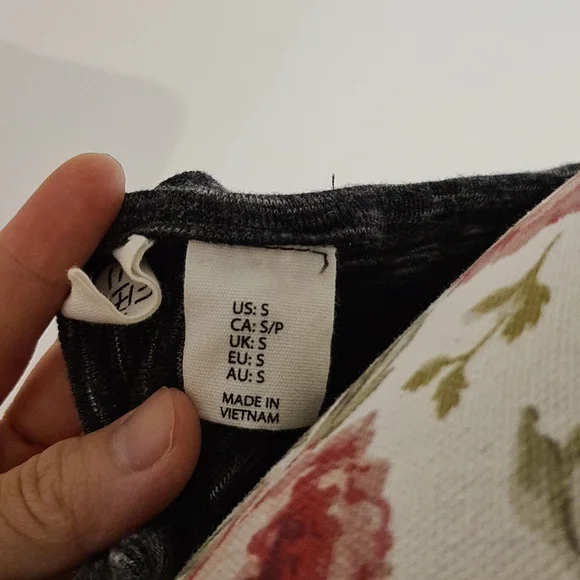 US: S
CA: S/P
UK: S
EU: S
AU: S
MADE IN
VIETNAM